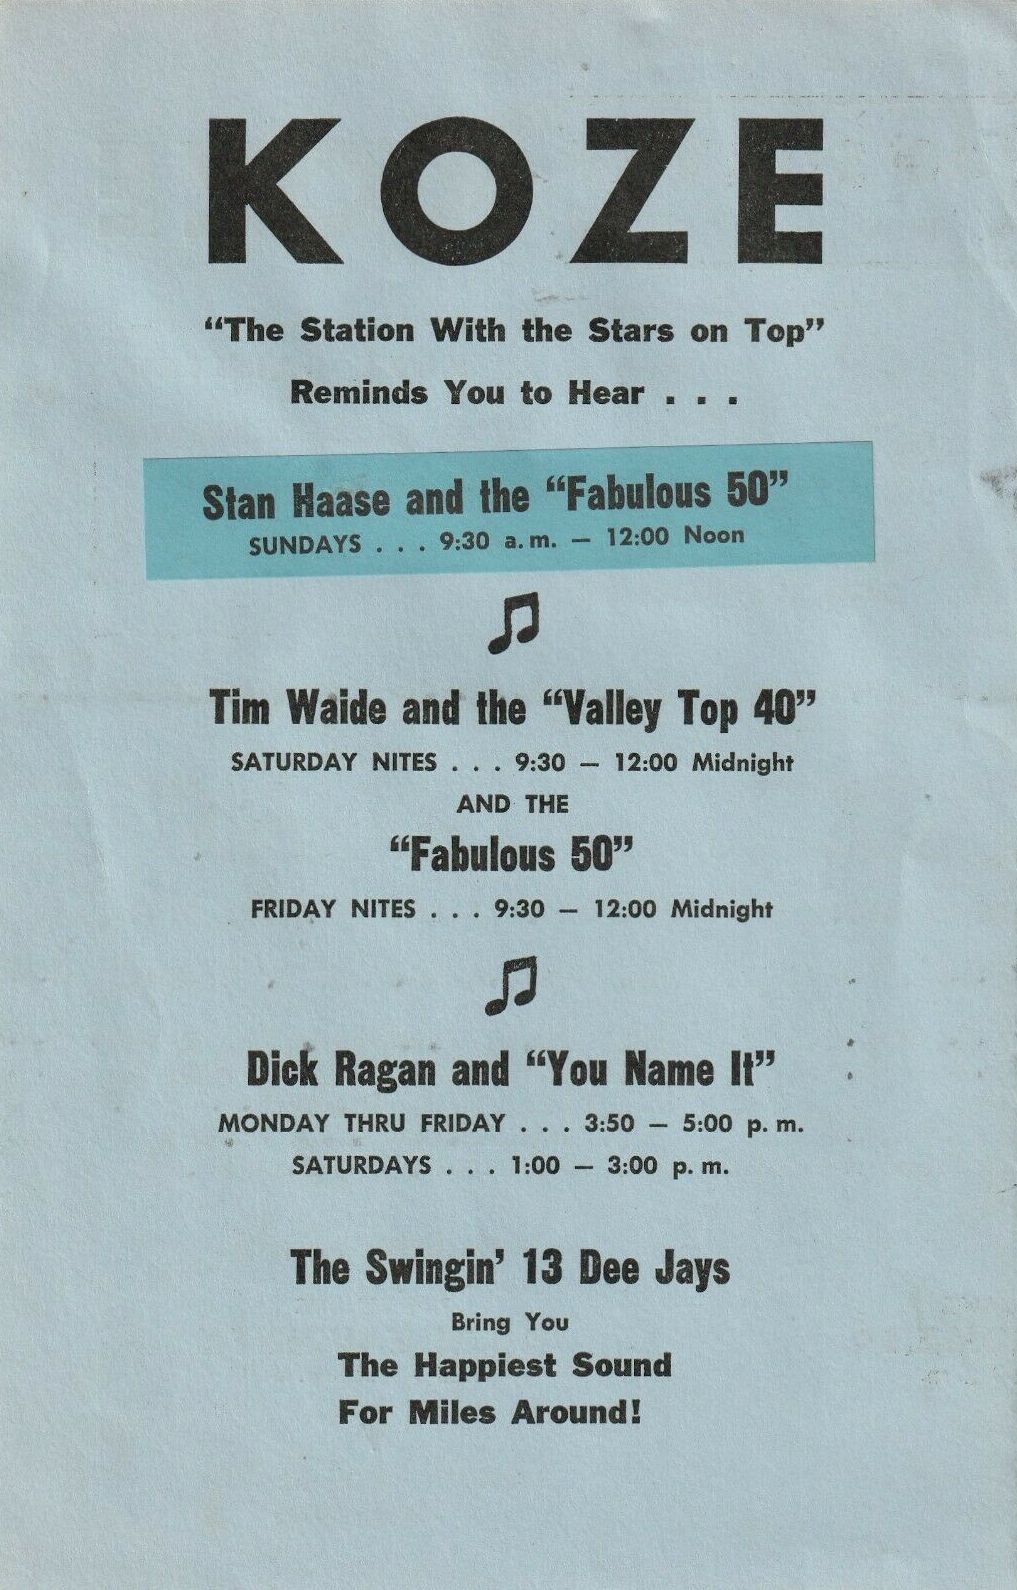 KOZE
“The Station With the Stars on Top”
Reminds You to Hear . . .
Stan Haase and the “Fabulous 50”
SUNDAYS . . . 9:30 a.m. — 12:00 Noon
Tim Waide and the “Valley Top 40”
SATURDAY NITES . . . 9:30 — 12:00 Midnight
AND THE
“Fabulous 50”
FRIDAY NITES . . . 9:30 — 12:00 Midnight
Dick Ragan and “You Name It”
MONDAY THRU FRIDAY . . . 3:50 — 5:00 p. m.
SATURDAYS . . . 1:00 — 3:00 p. m.
The Swingin’ 13 Dee Jays
Bring You
The Happiest Sound
For Miles Around!